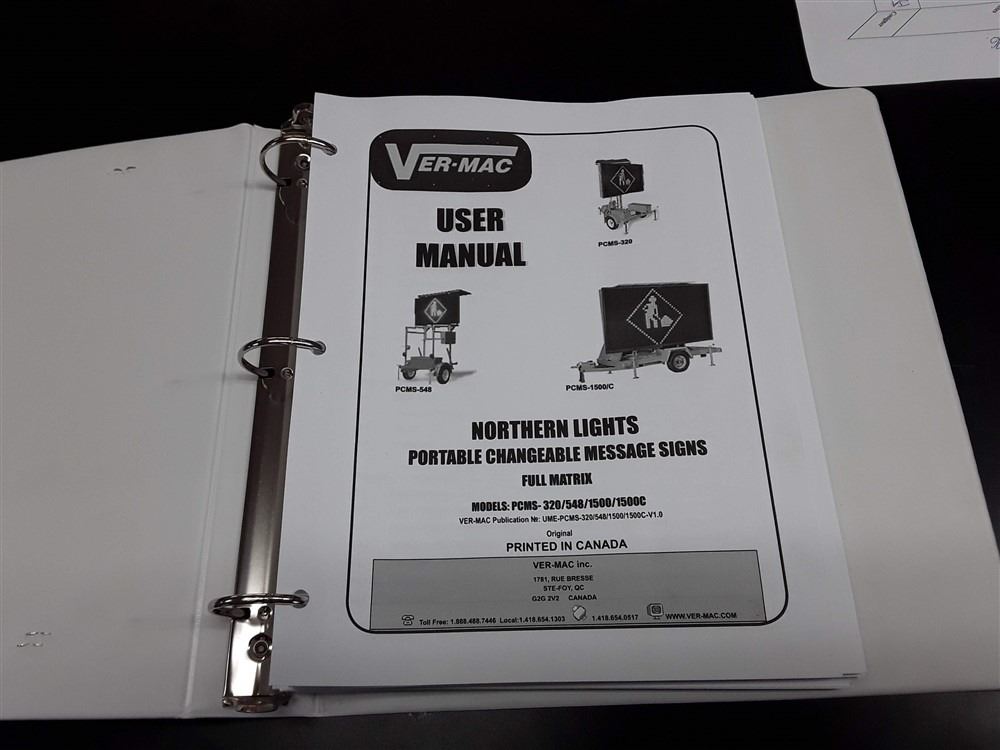 VER-MAC
USER
MANUAL
PCMS-320
PCMS-548
PCMS-1500/C
NORTHERN LIGHTS
PORTABLE CHANGEABLE MESSAGE SIGNS
FULL MATRIX
MODELS: PCMS- 320/548/1500/1500C
VER-MAC Publication №: UME-PCMS-320/548/1500/1500C-V1.0
Original
PRINTED IN CANADA
VER-MAC inc.
1781, RUE BRESSE
STE-FOY, QC
G2G 2V2 CANADA
Toll Free: 1.888.488.7446 Local:1.418.654.1303 1.418.654.0517 WWW.VER-MAC.COM